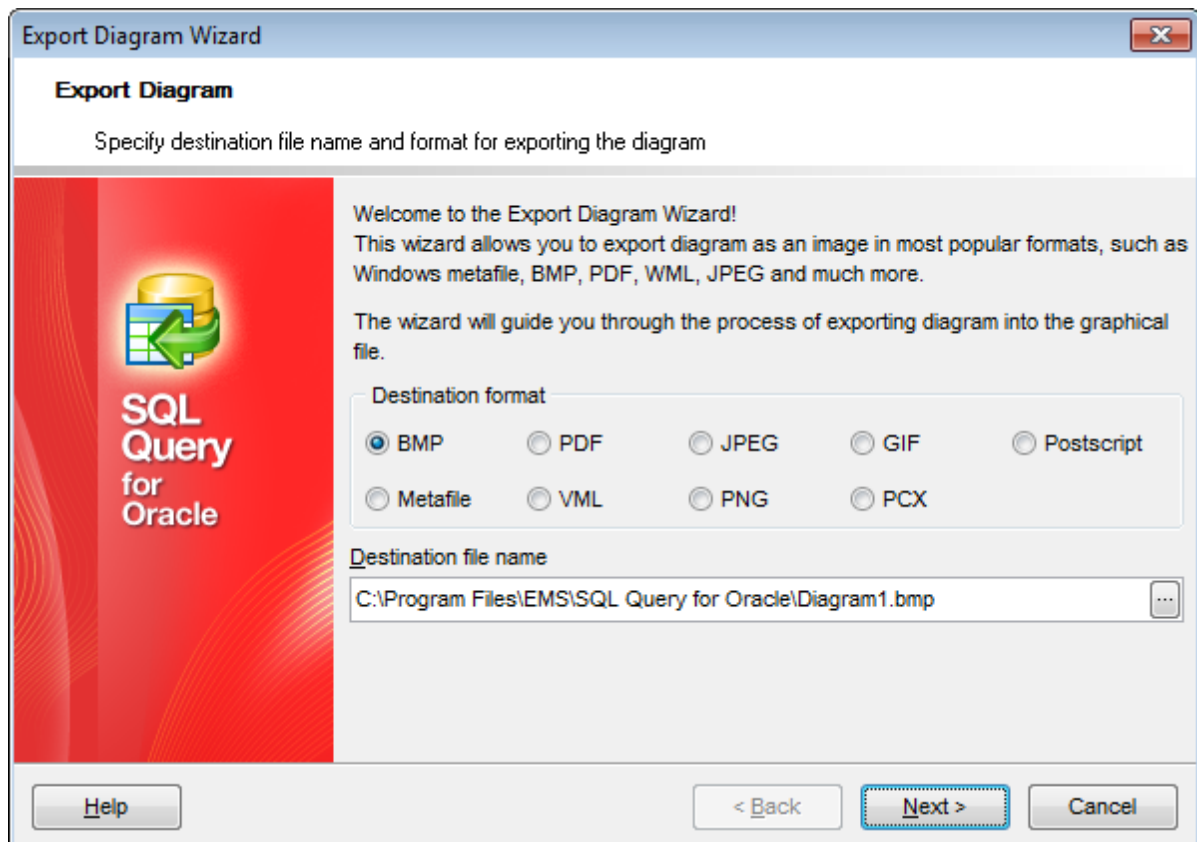 Export Diagram Wizard
Export Diagram
Specify destination file name and format for exporting the diagram
SQL
Query
for
Oracle
Welcome to the Export Diagram Wizard!
This wizard allows you to export diagram as an image in most popular formats, such as
Windows metafile, BMP, PDF, WML, JPEG and much more.
The wizard will guide you through the process of exporting diagram into the graphical
file.
Destination format
BMP PDF JPEG GIF Postscript
Metafile VML PNG PCX
Destination file name
C:\Program Files\EMS\SQL Query for Oracle\Diagram1.bmp ...
Help < Back Next > Cancel